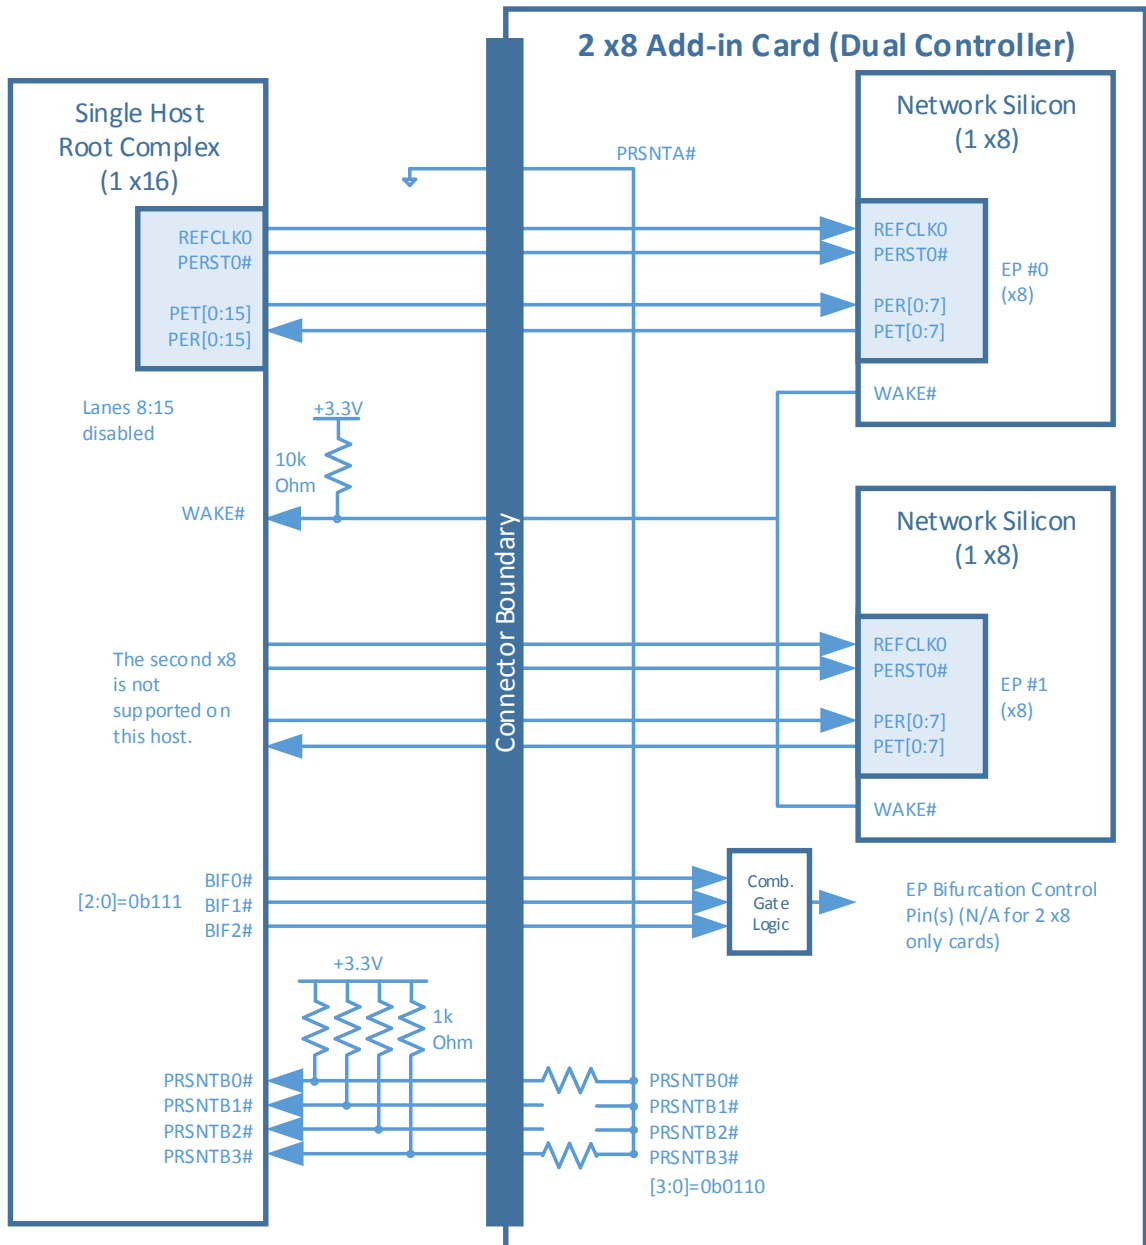 2 x8 Add-in Card (Dual Controller)
Single Host
Root Complex
(1 x16)
REFCLK0
PERST0#
PET[0:15]
PER[0:15]
Lanes 8:15
disabled
+3.3V
10k
Ohm
WAKE#
The second x8
is not
supported on
this host.
[2:0]=0b111
BIF0#
BIF1#
BIF2#
+3.3V
1k
Ohm
PRSNTB0#
PRSNTB1#
PRSNTB2#
PRSNTB3#
Connector Boundary
PRSNTA#
Network Silicon
(1 x8)
REFCLK0
PERST0#
PER[0:7]
PET[0:7]
EP #0
(x8)
WAKE#
Network Silicon
(1 x8)
REFCLK0
PERST0#
PER[0:7]
PET[0:7]
EP #1
(x8)
WAKE#
Comb.
Gate
Logic
EP Bifurcation Control
Pin(s) (N/A for 2 x8
only cards)
PRSNTB0#
PRSNTB1#
PRSNTB2#
PRSNTB3#
[3:0]=0b0110